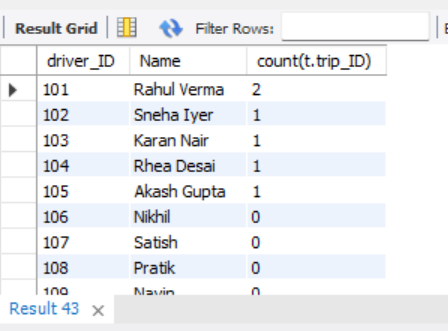 Result Grid Filter Rows: E
driver_ID Name count(t.trip_ID)
101 Rahul Verma 2
102 Sneha Iyer 1
103 Karan Nair 1
104 Rhea Desai 1
105 Akash Gupta 1
106 Nikhil 0
107 Satish 0
108 Pratik 0
109 Navin 0
Result 43 ×